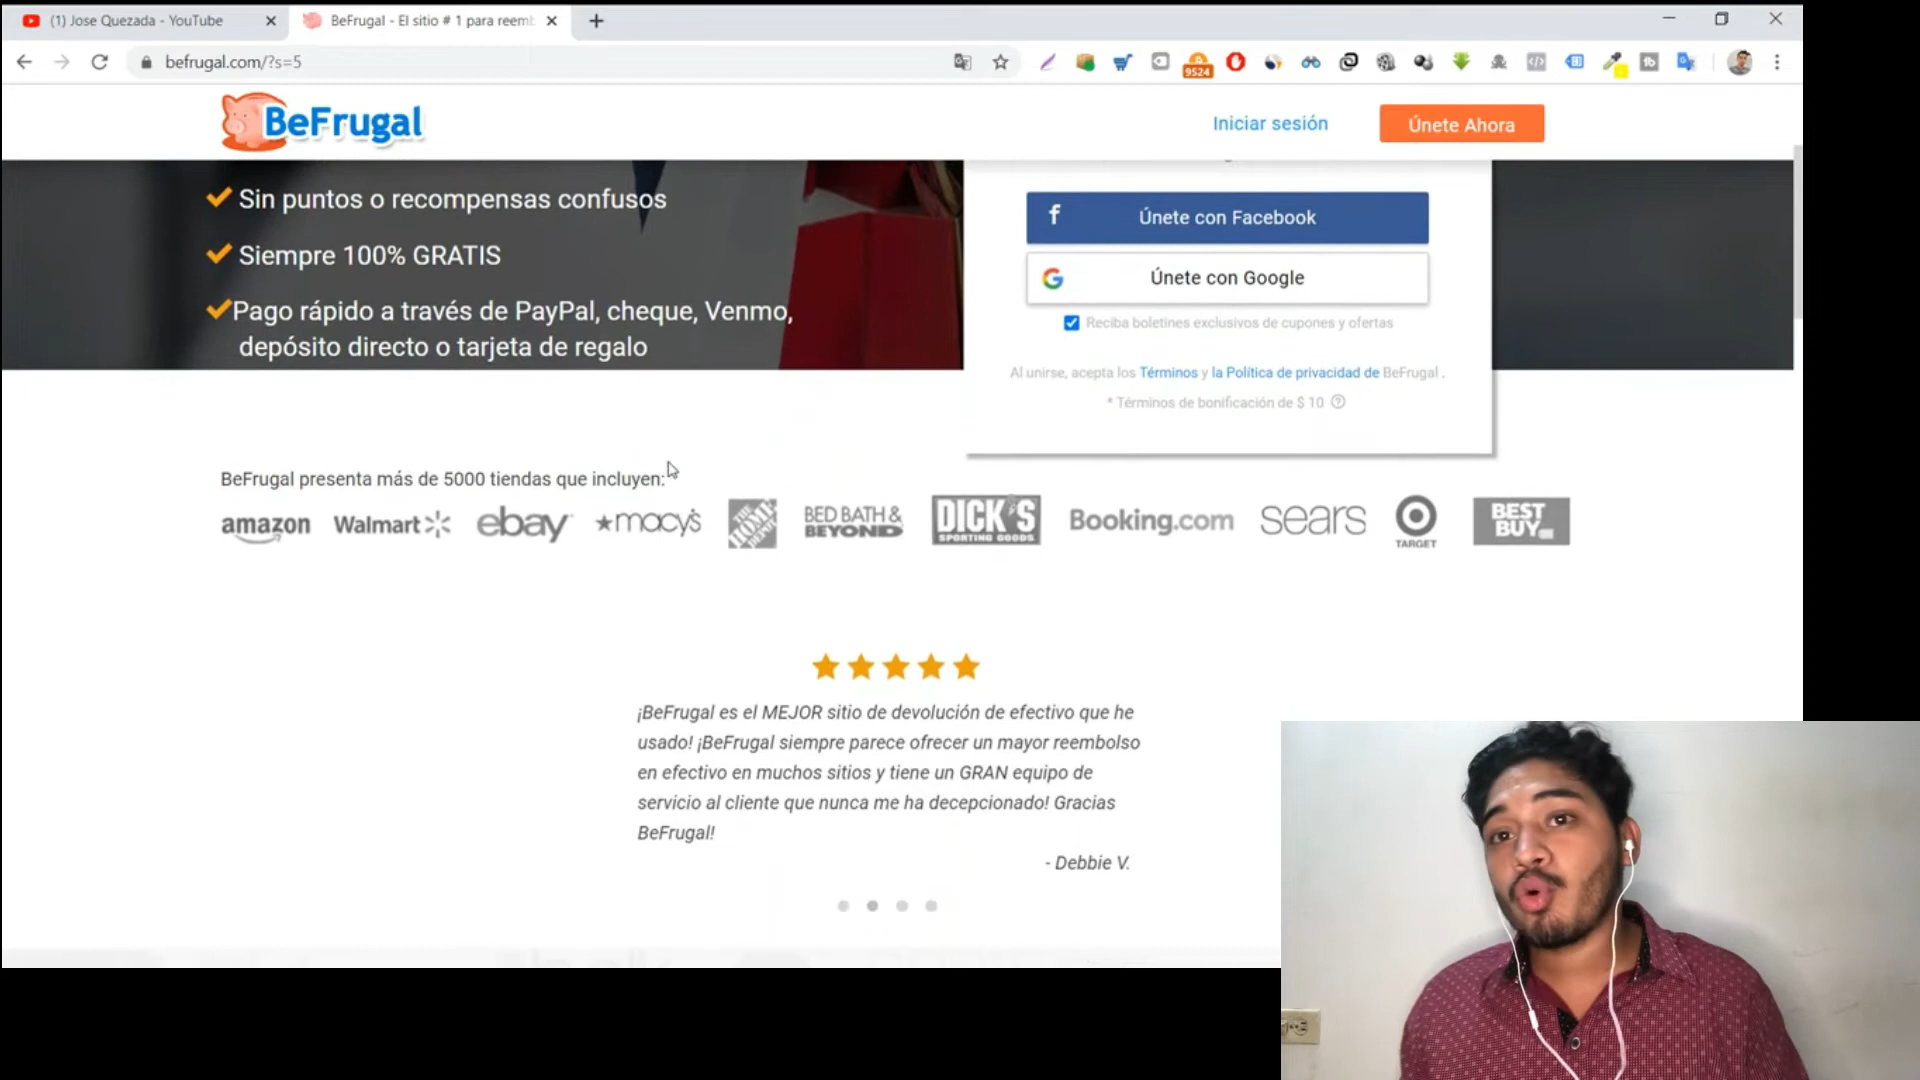 (1) Jose Quezada - YouTube
BeFrugal - El sitio # 1 para reem
befrugal.com/?s=5
9524
BeFrugal
Iniciar sesión
Únete Ahora
Sin puntos o recompensas confusos
Siempre 100% GRATIS
Pago rápido a través de PayPal, cheque, Venmo,
depósito directo o tarjeta de regalo
f Únete con Facebook
G Únete con Google
Reciba boletines exclusivos de cupones y ofertas
Al unirse, acepta los Términos y la Política de privacidad de BeFrugal .
* Términos de bonificación de $ 10 ?
BeFrugal presenta más de 5000 tiendas que incluyen:
amazon
Walmart
ebay
macy's
THE HOME DEPOT
BED BATH &
BEYOND
DICK'S
SPORTING GOODS
Booking.com
sears
TARGET
BEST
BUY
¡BeFrugal es el MEJOR sitio de devolución de efectivo que he
usado! ¡BeFrugal siempre parece ofrecer un mayor reembolso
en efectivo en muchos sitios y tiene un GRAN equipo de
servicio al cliente que nunca me ha decepcionado! Gracias
BeFrugal!
- Debbie V.